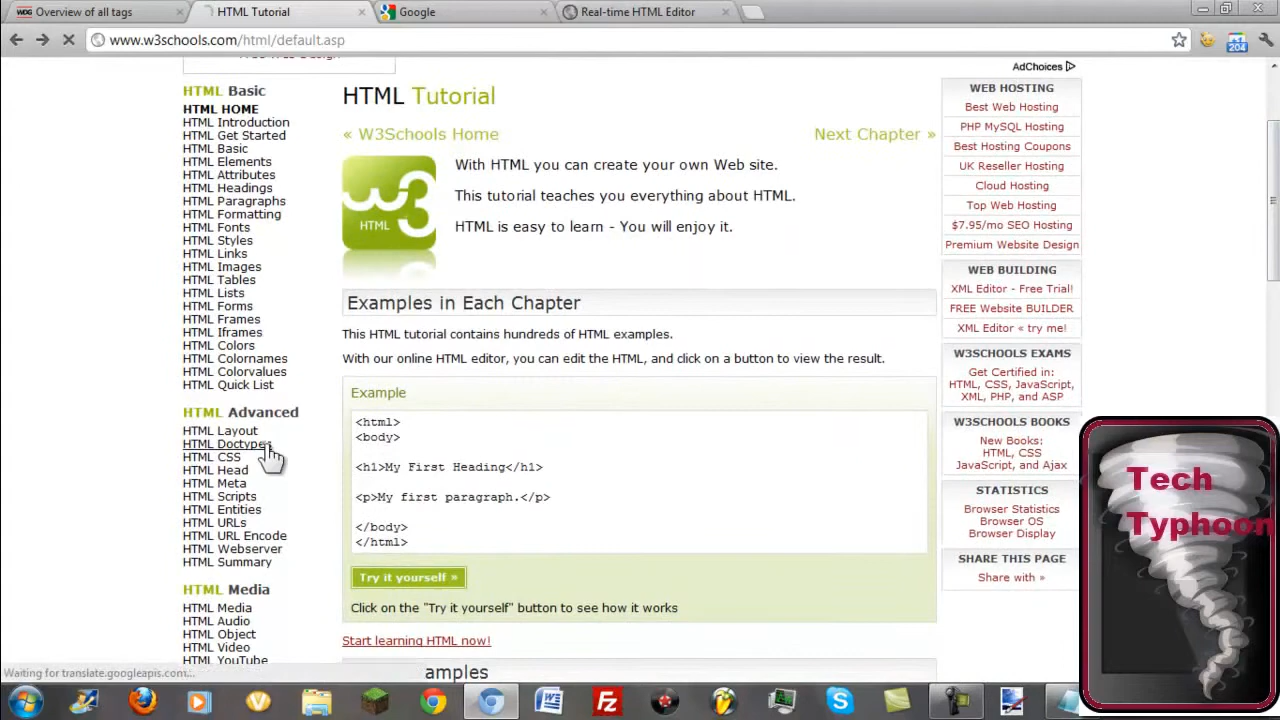 Overview of all tags
HTML Tutorial
Google
Real-time HTML Editor
www.w3schools.com/html/default.asp
204
AdChoices
HTML Basic
HTML HOME
HTML Introduction
HTML Get Started
HTML Basic
HTML Elements
HTML Attributes
HTML Headings
HTML Paragraphs
HTML Formatting
HTML Fonts
HTML Styles
HTML Links
HTML Images
HTML Tables
HTML Lists
HTML Forms
HTML Frames
HTML Iframes
HTML Colors
HTML Colornames
HTML Colorvalues
HTML Quick List
HTML Advanced
HTML Layout
HTML Doctypes
HTML CSS
HTML Head
HTML Meta
HTML Scripts
HTML Entities
HTML URLs
HTML URL Encode
HTML Webserver
HTML Summary
HTML Media
HTML Media
HTML Audio
HTML Object
HTML Video
HTML YouTube
HTML Tutorial
« W3Schools Home
Next Chapter »
w3
HTML
With HTML you can create your own Web site.
This tutorial teaches you everything about HTML.
HTML is easy to learn - You will enjoy it.
Examples in Each Chapter
This HTML tutorial contains hundreds of HTML examples.
With our online HTML editor, you can edit the HTML, and click on a button to view the result.
Example
<html>
<body>
<h1>My First Heading</h1>
<p>My first paragraph.</p>
</body>
</html>
Try it yourself »
Click on the "Try it yourself" button to see how it works
Start learning HTML now!
amples
WEB HOSTING
Best Web Hosting
PHP MySQL Hosting
Best Hosting Coupons
UK Reseller Hosting
Cloud Hosting
Top Web Hosting
$7.95/mo SEO Hosting
Premium Website Design
WEB BUILDING
XML Editor - Free Trial!
FREE Website BUILDER
XML Editor « try me!
W3SCHOOLS EXAMS
Get Certified in:
HTML, CSS, JavaScript,
XML, PHP, and ASP
W3SCHOOLS BOOKS
New Books:
HTML, CSS
JavaScript, and Ajax
STATISTICS
Browser Statistics
Browser OS
Browser Display
SHARE THIS PAGE
Share with »
Tech
Typhoon
Waiting for translate.googleapis.com...